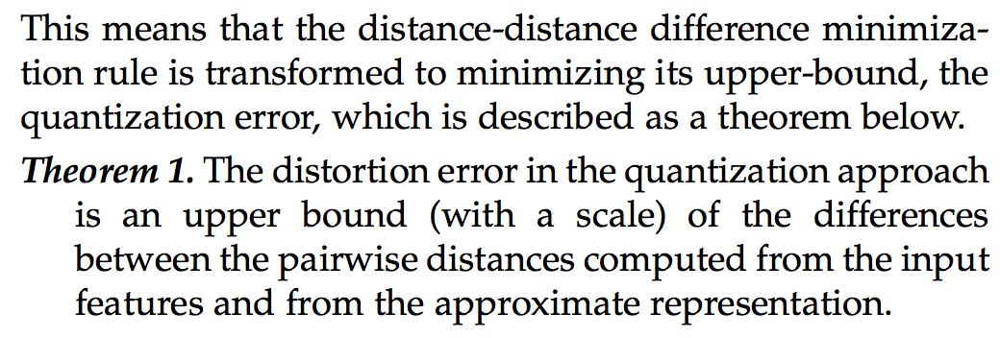 This means that the distance-distance difference minimiza-
tion rule is transformed to minimizing its upper-bound, the
quantization error, which is described as a theorem below.
Theorem 1. The distortion error in the quantization approach
is an upper bound (with a scale) of the differences
between the pairwise distances computed from the input
features and from the approximate representation.